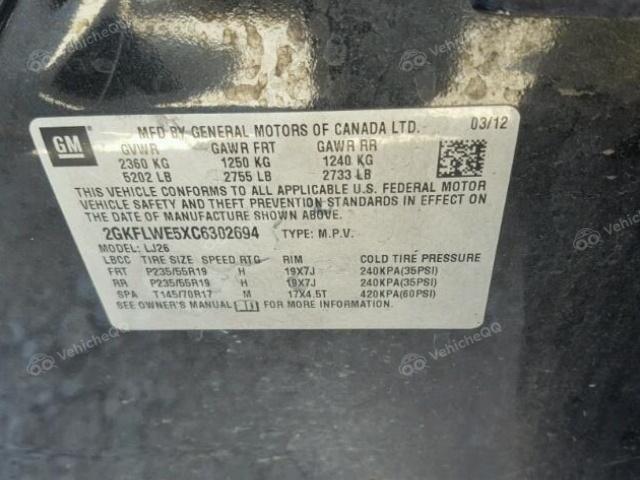 GM
MFD BY GENERAL MOTORS OF CANADA LTD. 03/12
GVWR GAWR FRT GAWR RR
2360 KG 1250 KG 1240 KG
5202 LB 2755 LB 2733 LB
THIS VEHICLE CONFORMS TO ALL APPLICABLE U.S. FEDERAL MOTOR
VEHICLE SAFETY AND THEFT PREVENTION STANDARDS IN EFFECT ON
THE DATE OF MANUFACTURE SHOWN ABOVE.
2GKFLWE5XC6302694 TYPE: M.P.V.
MODEL: LJ26
LBCC TIRE SIZE SPEED RTG RIM COLD TIRE PRESSURE
FRT P235/55R19 H 19X7J 240KPA(35PSI)
RR P235/55R19 H 19X7J 240KPA(35PSI)
SPA T145/70R17 M 17X4.5T 420KPA(60PSI)
SEE OWNER'S MANUAL FOR MORE INFORMATION.
VehicheQQ